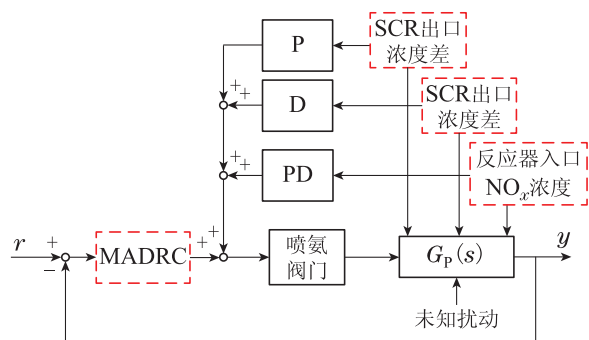 P
SCR出口
浓度差
+
+
D
SCR出口
浓度差
+
+
PD
反应器入口
NOx浓度
r
+
−
MADRC
+
+
喷氨
阀门
GP(s)
y
未知扰动